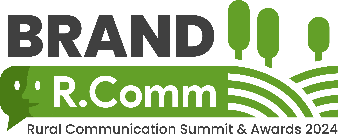 BRAND
R.Comm
Rural Communication Summit & Awards 2024